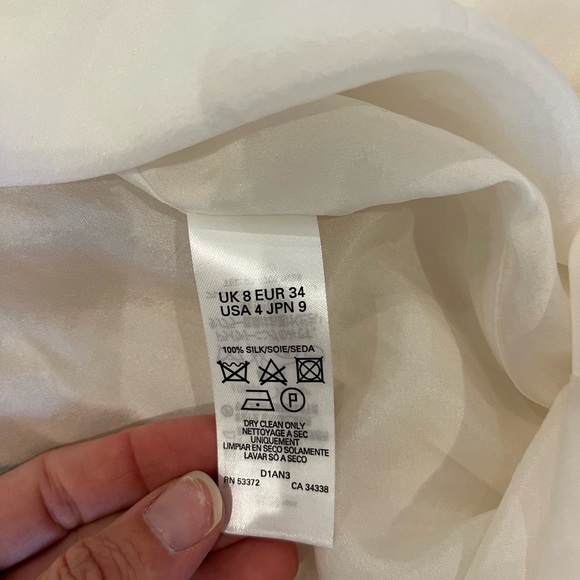 UK 8 EUR 34
USA 4 JPN 9
100% SILK/SOIE/SEDA
P
DRY CLEAN ONLY
NETTOYAGE A SEC
UNIQUEMENT
LIMPIAR EN SECO SOLAMENTE
LAVAR SÓ A SECO
D1AN3
RN 53372 CA 34338